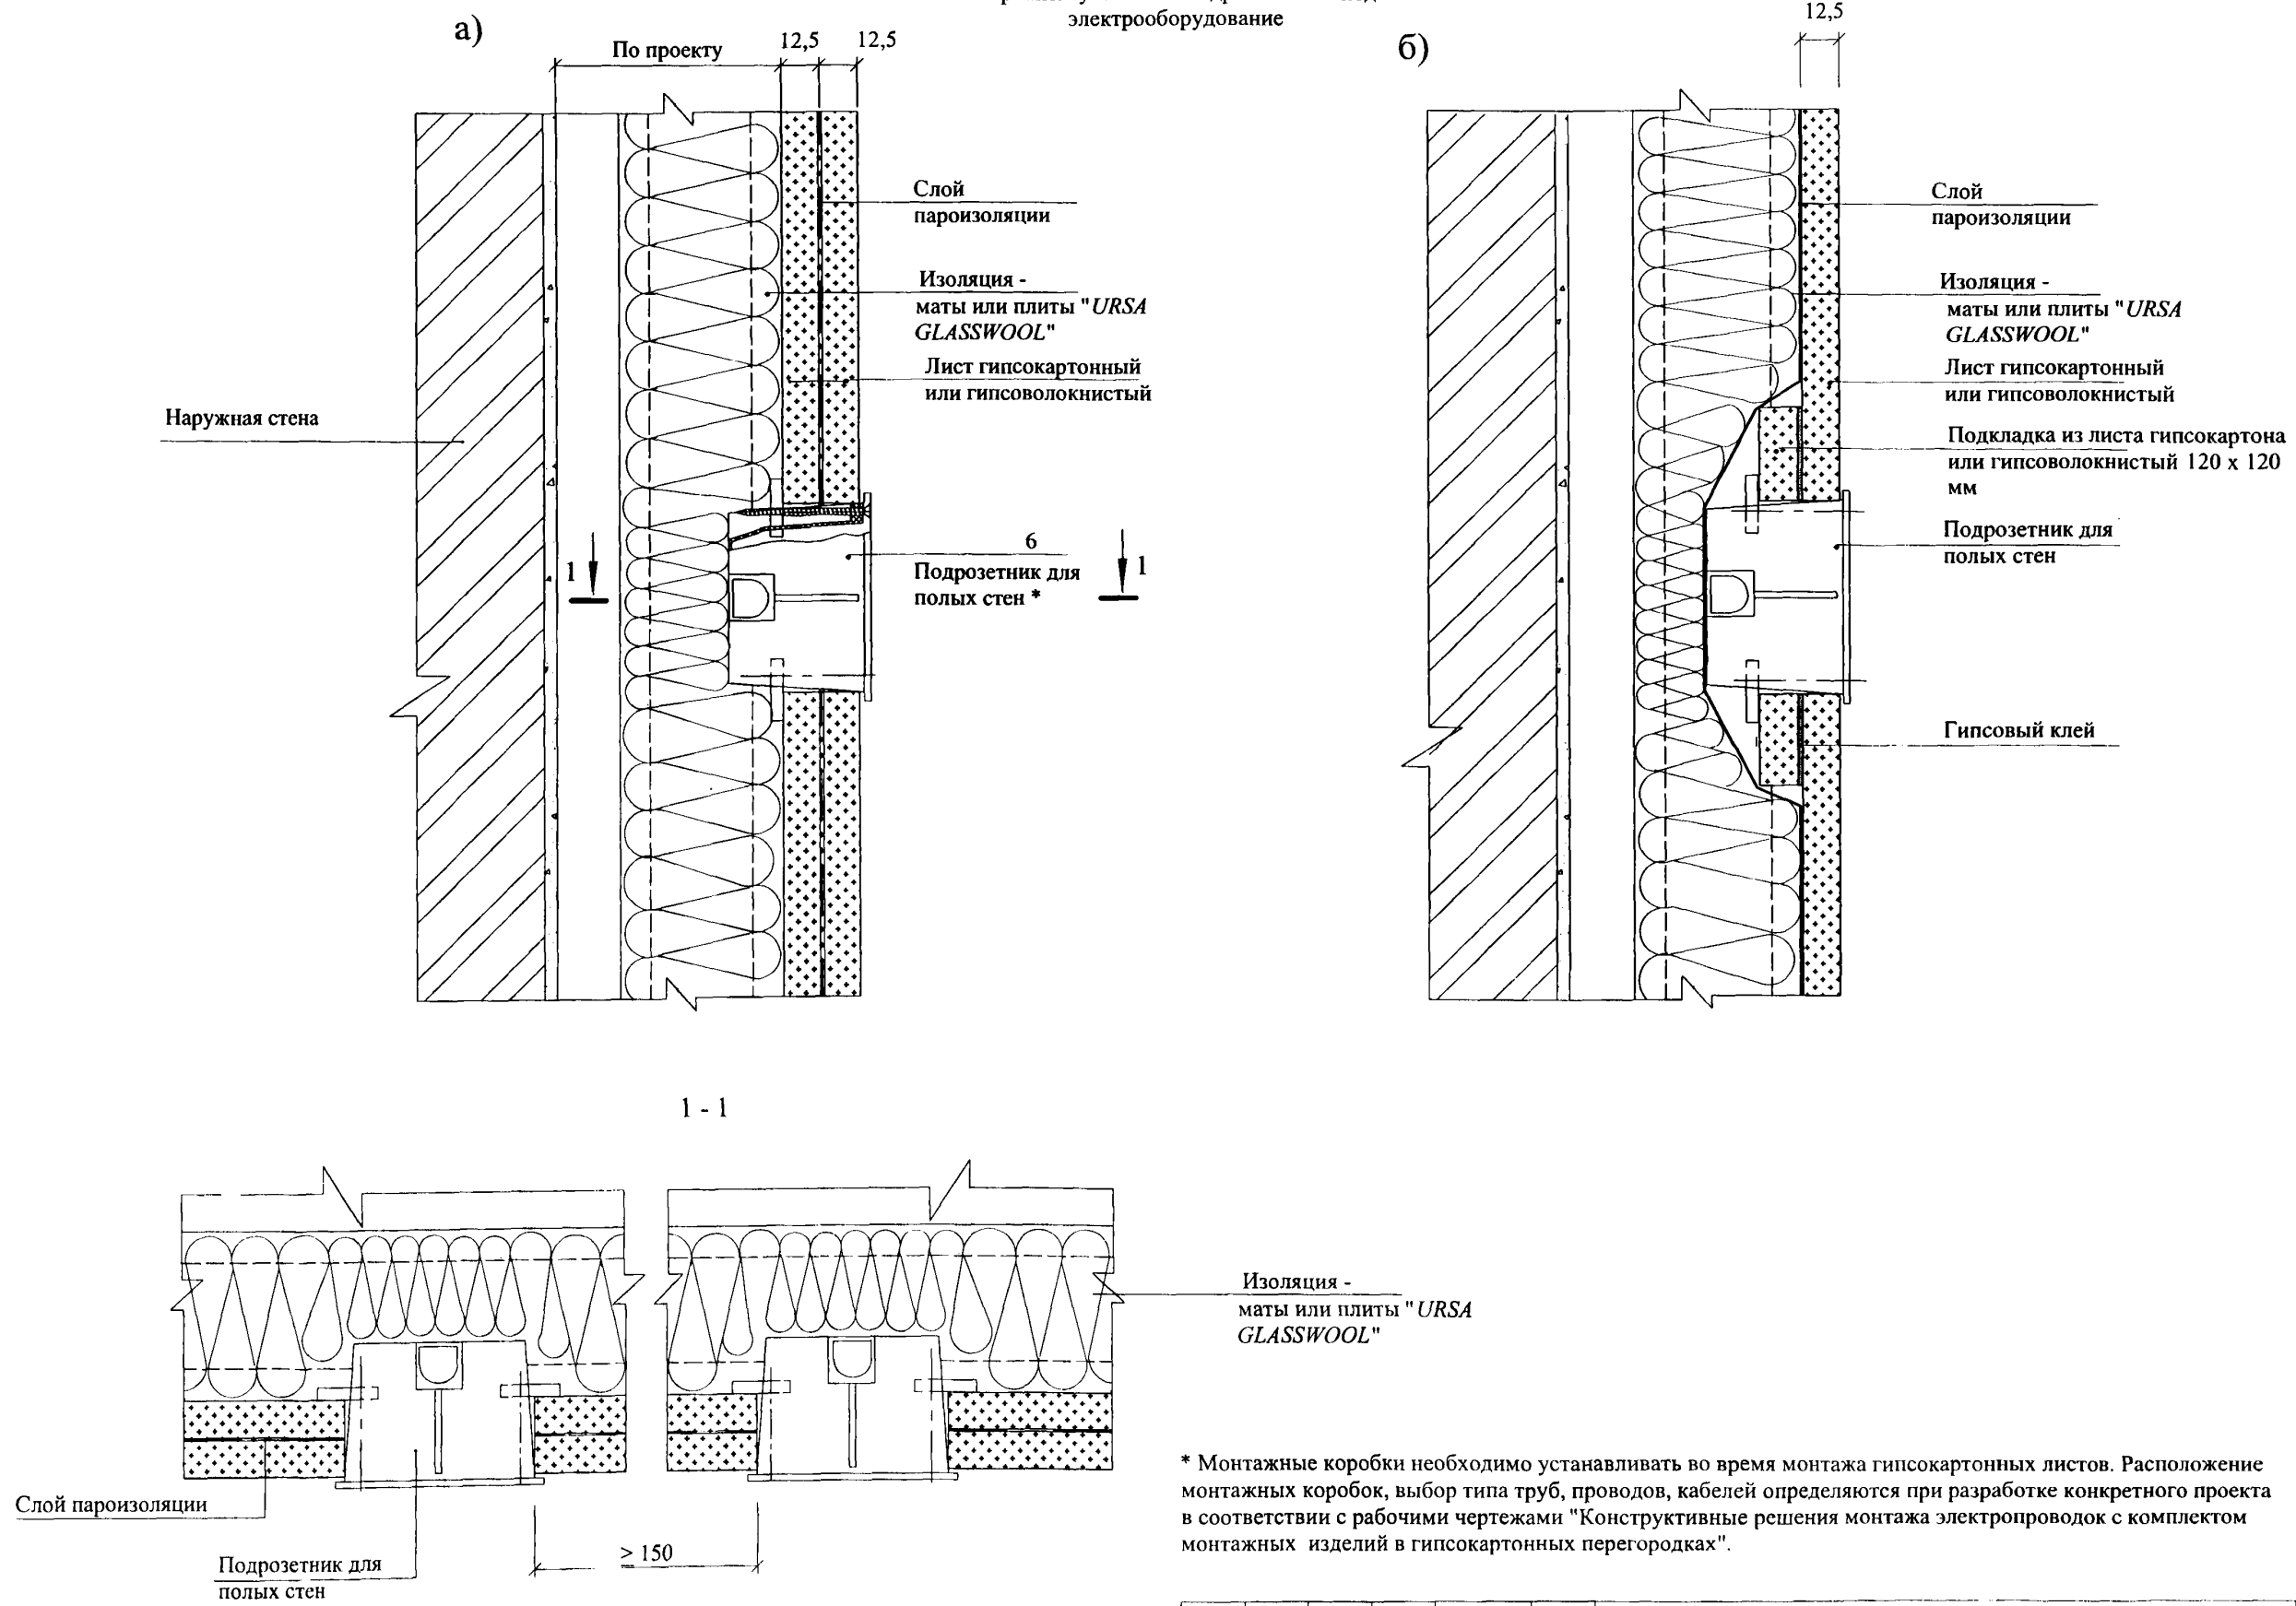 электрооборудование
а)
По проекту
12,5
12,5
Слой
пароизоляции
Изоляция -
маты или плиты "URSA
GLASSWOOL"
Лист гипсокартонный
или гипсоволокнистый
Наружная стена
6
Подрозетник для
полых стен *
1
1
б)
12,5
Слой
пароизоляции
Изоляция -
маты или плиты "URSA
GLASSWOOL"
Лист гипсокартонный
или гипсоволокнистый
Подкладка из листа гипсокартона
или гипсоволокнистый 120 х 120
мм
Подрозетник для
полых стен
Гипсовый клей
1 - 1
Изоляция -
маты или плиты "URSA
GLASSWOOL"
Слой пароизоляции
Подрозетник для
полых стен
≥ 150
* Монтажные коробки необходимо устанавливать во время монтажа гипсокартонных листов. Расположение
монтажных коробок, выбор типа труб, проводов, кабелей определяются при разработке конкретного проекта
в соответствии с рабочими чертежами "Конструктивные решения монтажа электропроводок с комплектом
монтажных изделий в гипсокартонных перегородках".